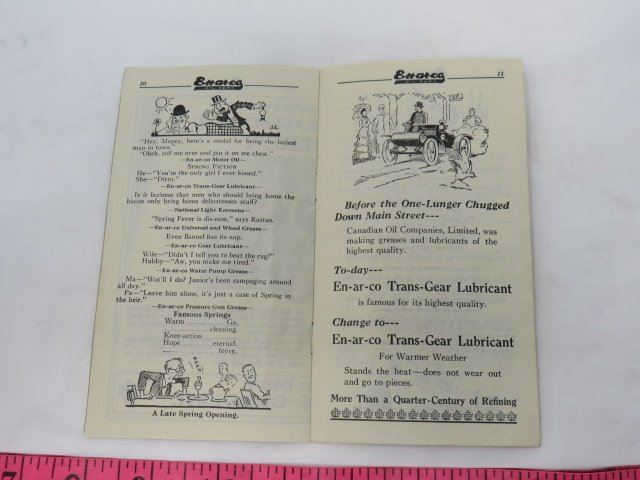 10
En-ar-co
OIL NEWS
"Hey, Mopey, here's a medal for being the laziest
man in town."
"Okeh, roll me over and pin it on me chest."
—En-ar-co Motor Oil—
SPRING FICTION
He—"You're the only girl I ever kissed."
She—"Ditto."
—En-ar-co Trans-Gear Lubricant—
Is it laziness that men who should bring home the
bacon only bring home delicatessen stuff?
—National Light Kerosene—
"Spring Fever is dis-ease," says Rastus.
—En-ar-co Universal and Wheel Grease—
Even flannel has its nap.
—En-ar-co Gear Lubricant—
Wife—"Didn't I tell you to beat the rug?"
Hubby—"Aw, you make me tired."
—En-ar-co Water Pump Grease—
Ma—"Wot'll I do? Junior's been rampaging around
all day."
Pa—"Leave him alone, it's just a case of Spring in
the heir."
—En-ar-co Pressure Gun Grease—
Famous Springs
Warm ............ Ga.
............ cleaning.
Knee-action ............
Hope ............ eternal.
............ fever.
A Late Spring Opening.
En-ar-co
OIL NEWS
11
Before the One-Lunger Chugged
Down Main Street---
Canadian Oil Companies, Limited, was
making greases and lubricants of the
highest quality.
To-day---
En-ar-co Trans-Gear Lubricant
is famous for its highest quality.
Change to---
En-ar-co Trans-Gear Lubricant
For Warmer Weather
Stands the heat—does not wear out
and go to pieces.
More Than a Quarter-Century of Refining